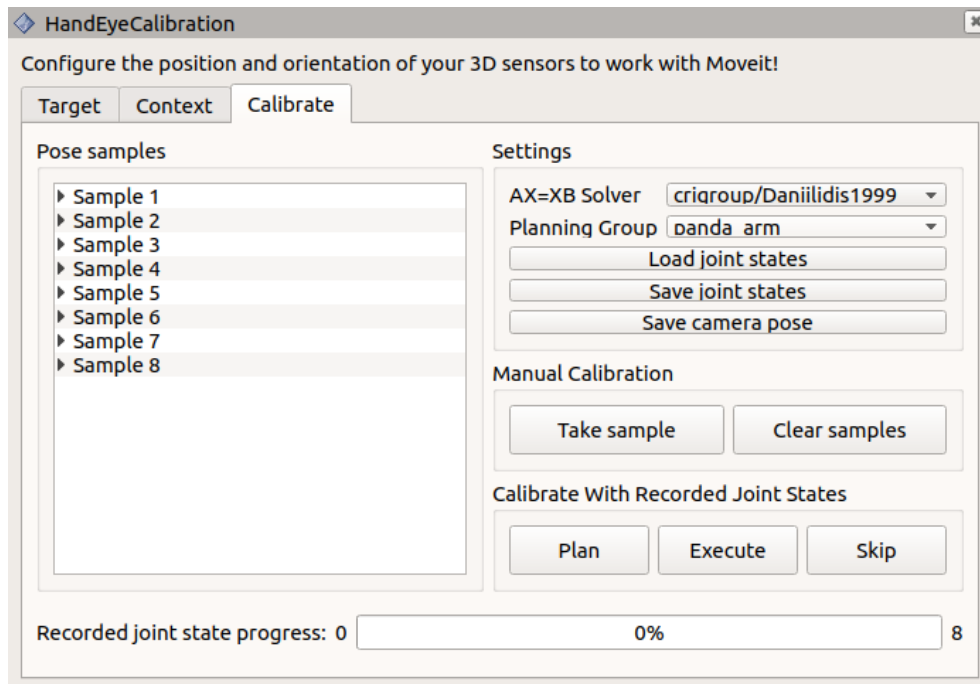 HandEyeCalibration
Configure the position and orientation of your 3D sensors to work with Moveit!
Target Context Calibrate
Pose samples
Sample 1
Sample 2
Sample 3
Sample 4
Sample 5
Sample 6
Sample 7
Sample 8
Settings
AX=XB Solver crigroup/Daniilidis1999
Planning Group panda_arm
Load joint states
Save joint states
Save camera pose
Manual Calibration
Take sample Clear samples
Calibrate With Recorded Joint States
Plan Execute Skip
Recorded joint state progress: 0 0% 8